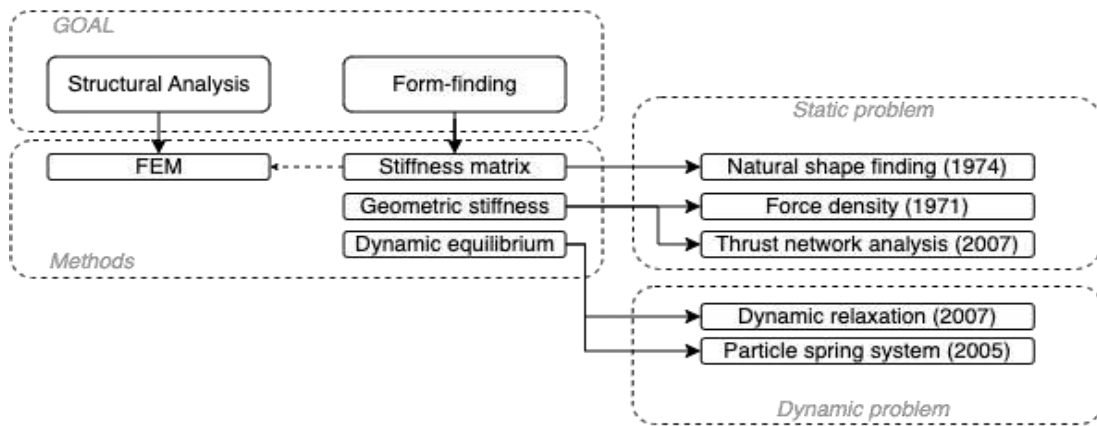 GOAL
Structural Analysis
Form-finding
Static problem
FEM
Stiffness matrix
Natural shape finding (1974)
Geometric stiffness
Force density (1971)
Dynamic equilibrium
Thrust network analysis (2007)
Methods
Dynamic relaxation (2007)
Particle spring system (2005)
Dynamic problem